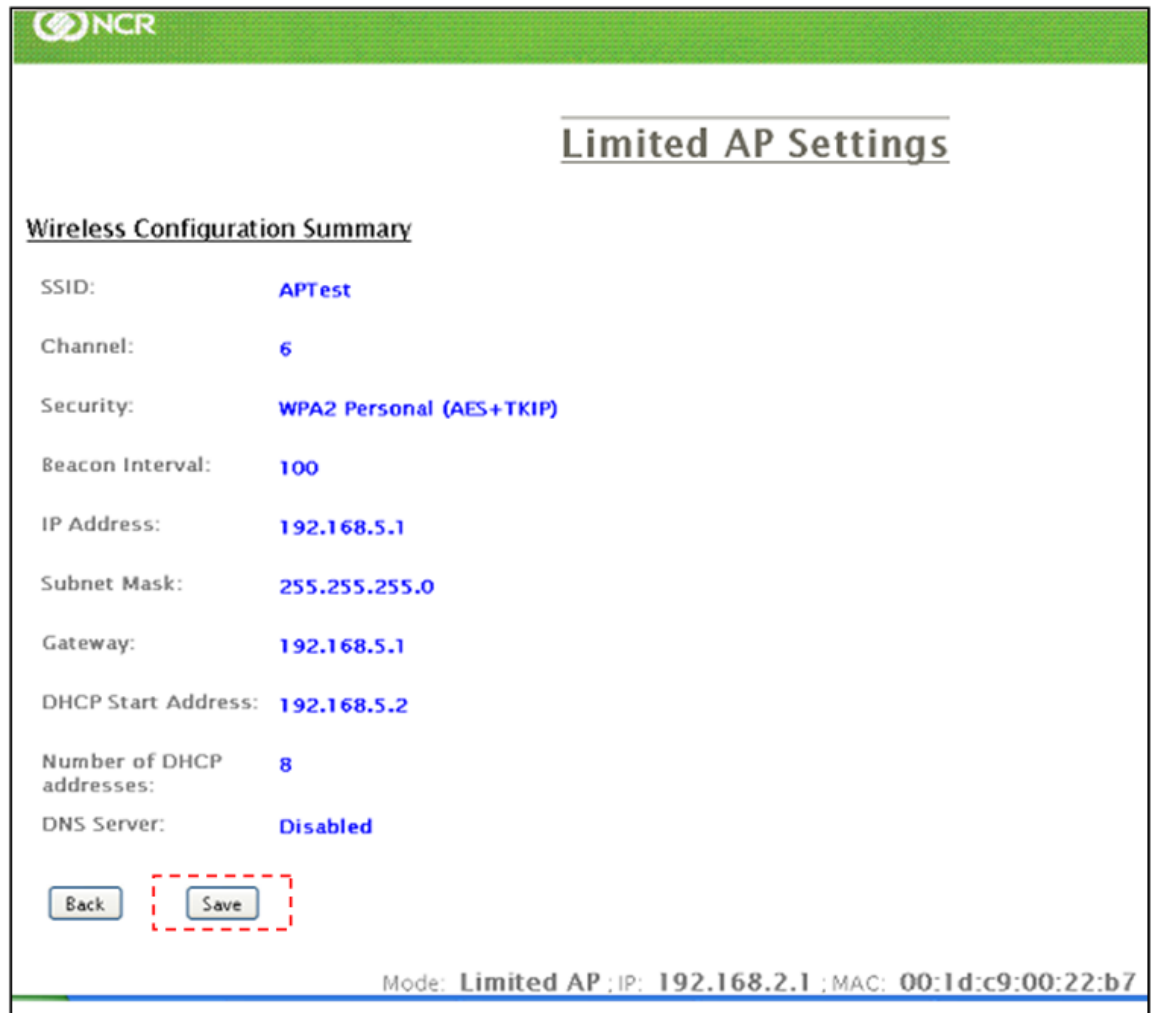 NCR
Limited AP Settings
Wireless Configuration Summary
SSID: APTest
Channel: 6
Security: WPA2 Personal (AES+TKIP)
Beacon Interval: 100
IP Address: 192.168.5.1
Subnet Mask: 255.255.255.0
Gateway: 192.168.5.1
DHCP Start Address: 192.168.5.2
Number of DHCP 8
addresses:
DNS Server: Disabled
Back Save
Mode: Limited AP ; IP: 192.168.2.1 ; MAC: 00:1d:c9:00:22:b7